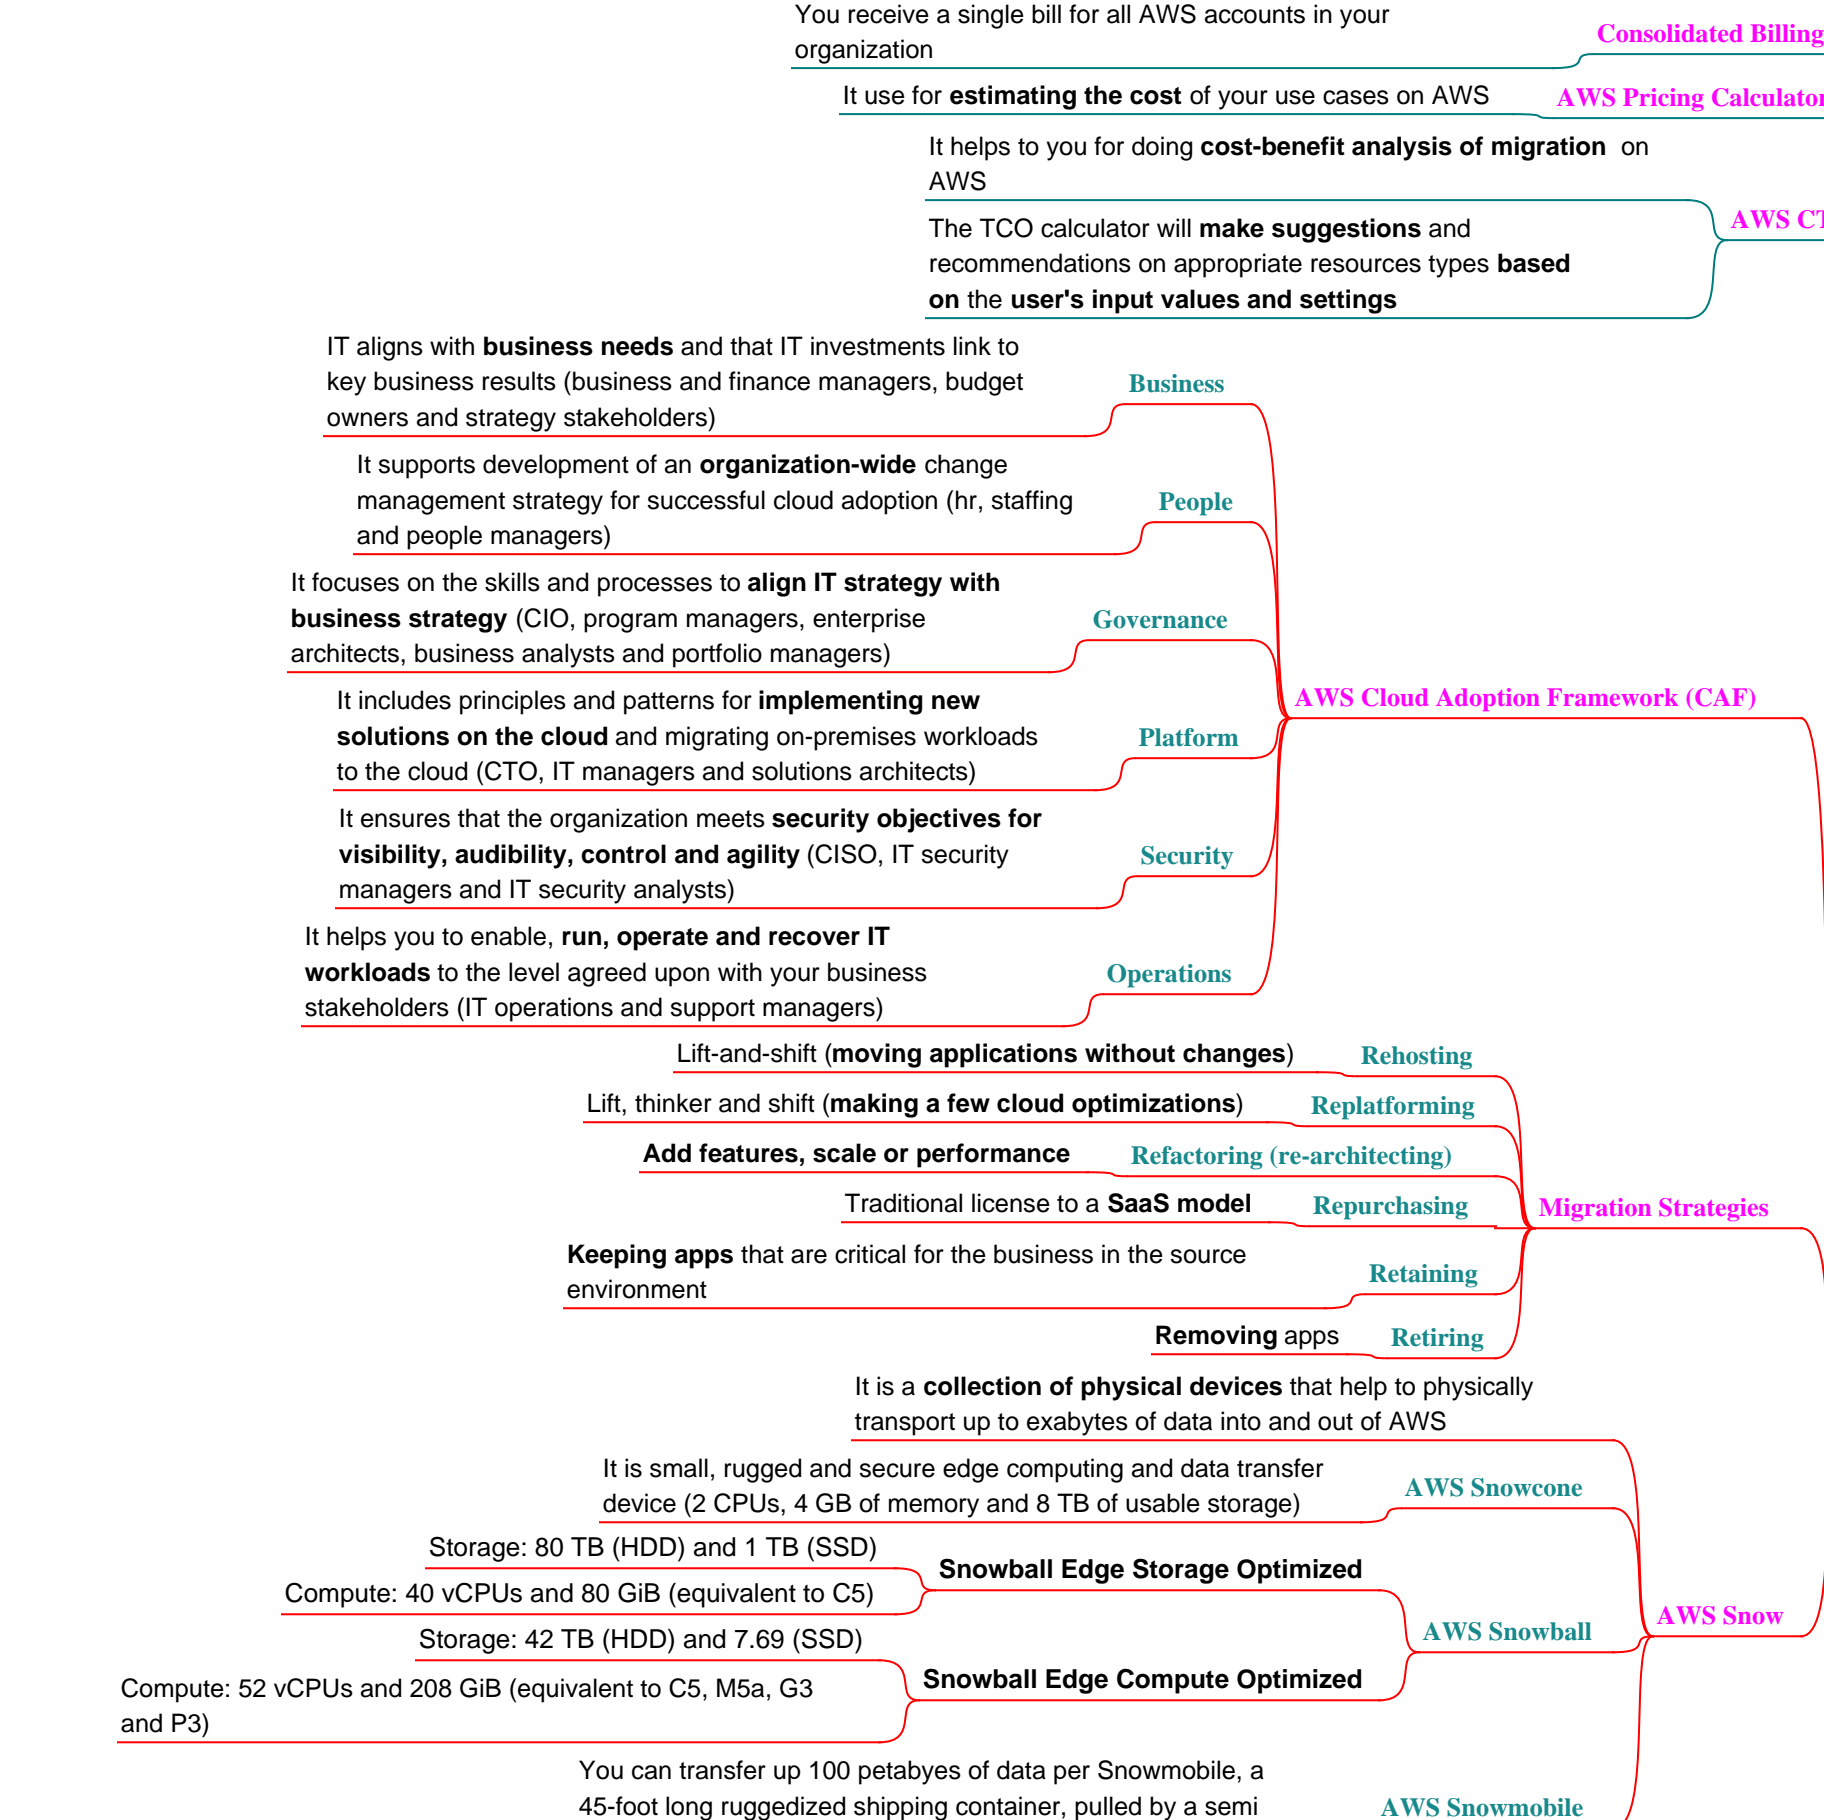 You receive a single bill for all AWS accounts in your
organization
Consolidated Billing
It use for estimating the cost of your use cases on AWS
AWS Pricing Calculator
It helps to you for doing cost-benefit analysis of migration on
AWS
The TCO calculator will make suggestions and
recommendations on appropriate resources types based
on the user's input values and settings
AWS CT
IT aligns with business needs and that IT investments link to
key business results (business and finance managers, budget
owners and strategy stakeholders)
Business
It supports development of an organization-wide change
management strategy for successful cloud adoption (hr, staffing
and people managers)
People
It focuses on the skills and processes to align IT strategy with
business strategy (CIO, program managers, enterprise
architects, business analysts and portfolio managers)
Governance
It includes principles and patterns for implementing new
solutions on the cloud and migrating on-premises workloads
to the cloud (CTO, IT managers and solutions architects)
Platform
It ensures that the organization meets security objectives for
visibility, audibility, control and agility (CISO, IT security
managers and IT security analysts)
Security
It helps you to enable, run, operate and recover IT
workloads to the level agreed upon with your business
stakeholders (IT operations and support managers)
Operations
AWS Cloud Adoption Framework (CAF)
Lift-and-shift (moving applications without changes)
Rehosting
Lift, thinker and shift (making a few cloud optimizations)
Replatforming
Add features, scale or performance
Refactoring (re-architecting)
Traditional license to a SaaS model
Repurchasing
Keeping apps that are critical for the business in the source
environment
Retaining
Removing apps
Retiring
Migration Strategies
It is a collection of physical devices that help to physically
transport up to exabytes of data into and out of AWS
It is small, rugged and secure edge computing and data transfer
device (2 CPUs, 4 GB of memory and 8 TB of usable storage)
AWS Snowcone
Storage: 80 TB (HDD) and 1 TB (SSD)
Compute: 40 vCPUs and 80 GiB (equivalent to C5)
Snowball Edge Storage Optimized
Storage: 42 TB (HDD) and 7.69 (SSD)
Compute: 52 vCPUs and 208 GiB (equivalent to C5, M5a, G3
and P3)
Snowball Edge Compute Optimized
AWS Snowball
AWS Snow
You can transfer up 100 petabyes of data per Snowmobile, a
45-foot long ruggedized shipping container, pulled by a semi
AWS Snowmobile